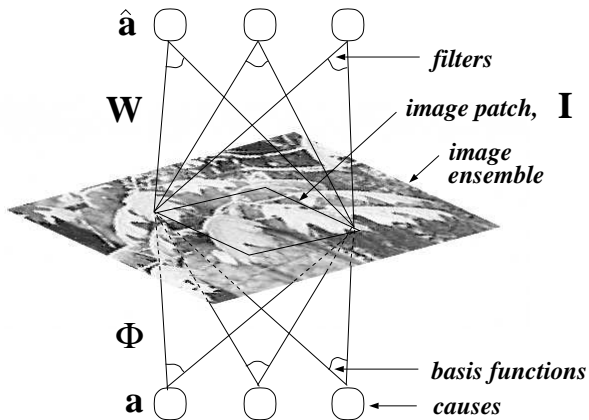 â
filters
W
image patch, I
image
ensemble
Φ
basis functions
a
causes